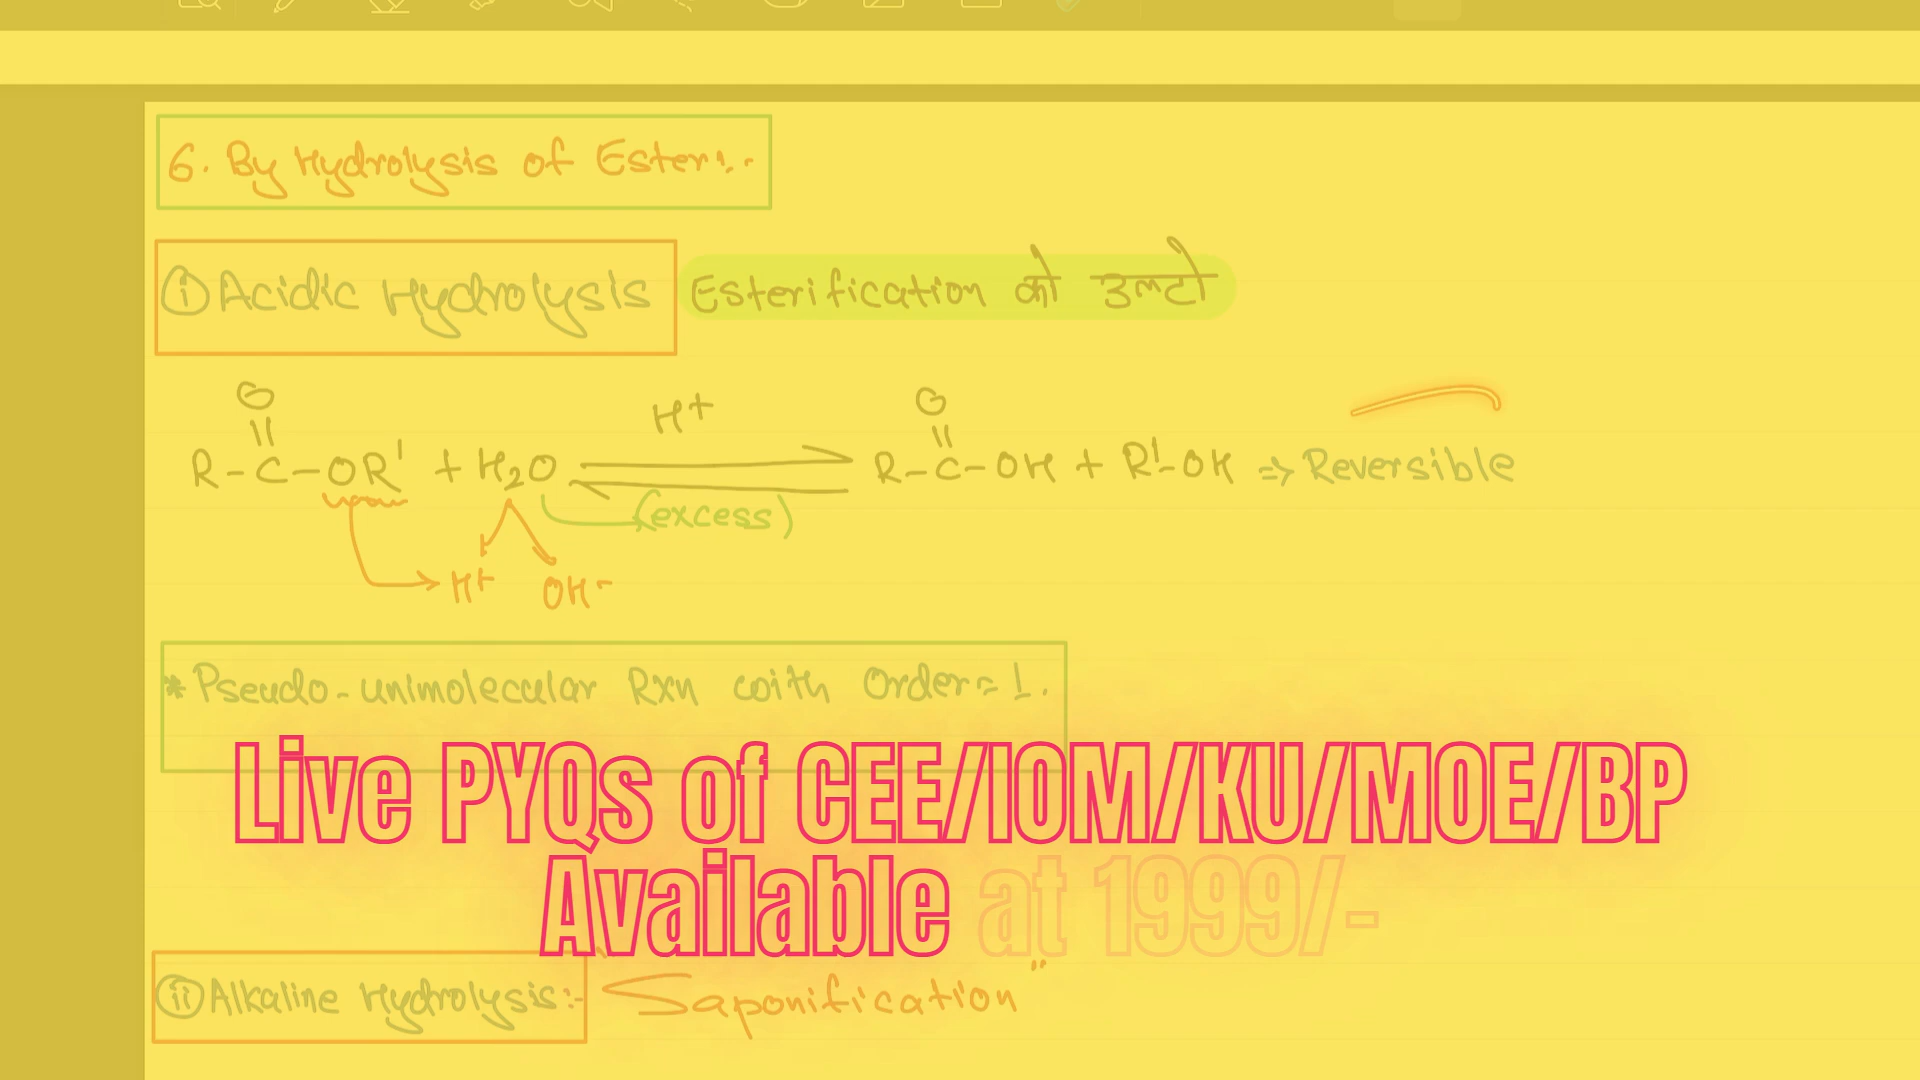 6. By Hydrolysis of Ester:-
(i) Acidic Hydrolysis Esterification को उल्टो
O O
|| H+ ||
R-C-OR' + H2O ⇌ R-C-OH + R'-OH => Reversible
(excess)
H+ OH-
* Pseudo-unimolecular Rxn with Order = 1.
Live PYQs of CEE/IOM/KU/MOE/BP
Available at 1999/-
(ii) Alkaline Hydrolysis:- "Saponification"